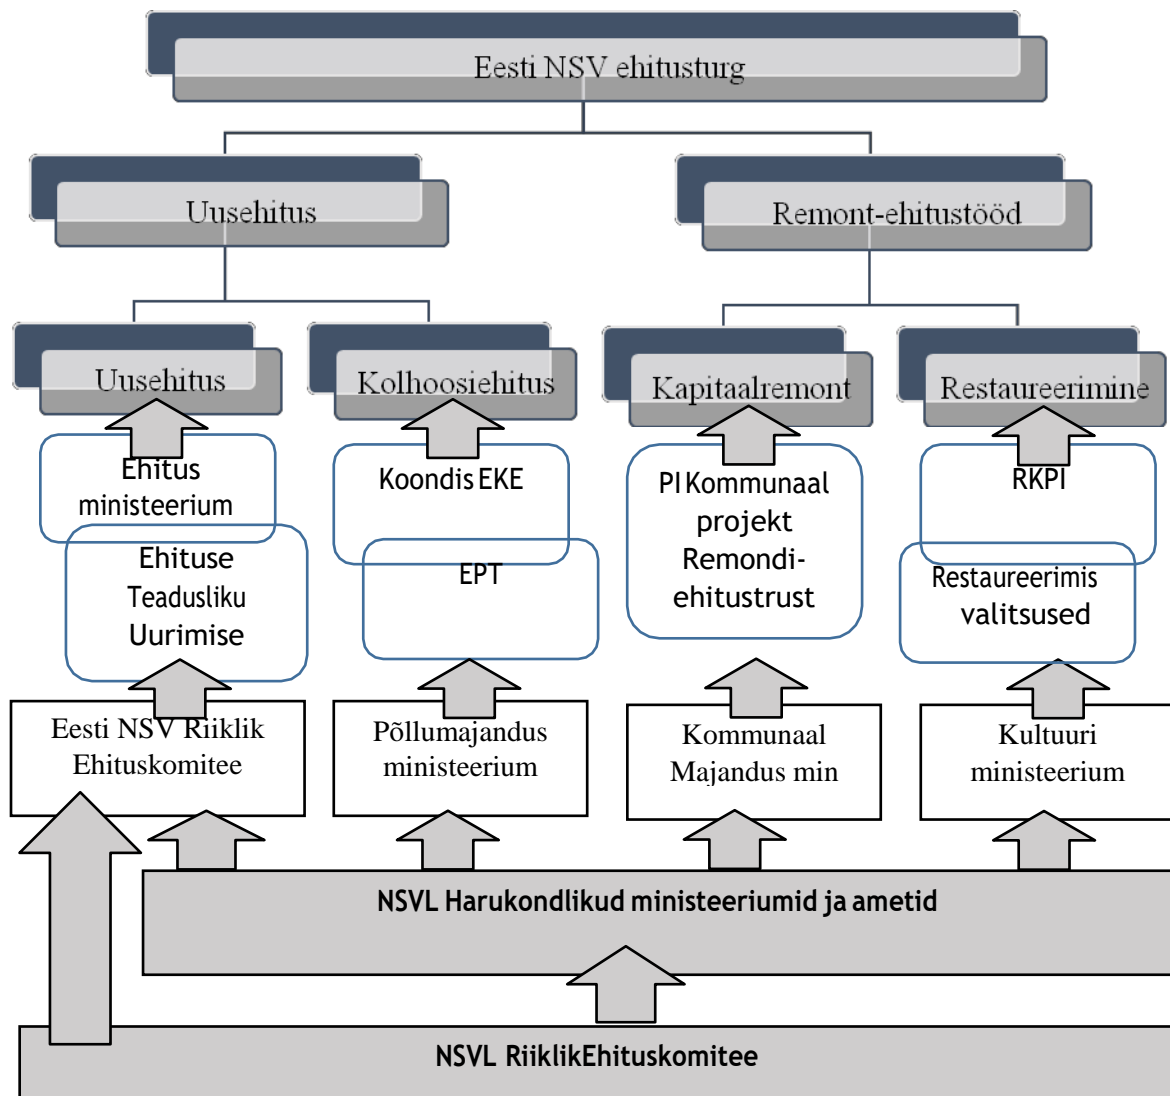 Eesti NSV ehitusturg
Uusehitus
Remont-ehitustööd
Uusehitus
Kolhoosiehitus
Kapitaalremont
Restaureerimine
Ehitus
ministeerium
Ehituse
Teadusliku
Uurimise
Koondis EKE
EPT
PI Kommunaal
projekt
Remondi-
ehitustrust
RKPI
Restaureerimis
valitsused
Eesti NSV Riiklik
Ehituskomitee
Põllumajandus
ministeerium
Kommunaal
Majandus min
Kultuuri
ministeerium
NSVL Harukondlikud ministeeriumid ja ametid
NSVL RiiklikEhituskomitee